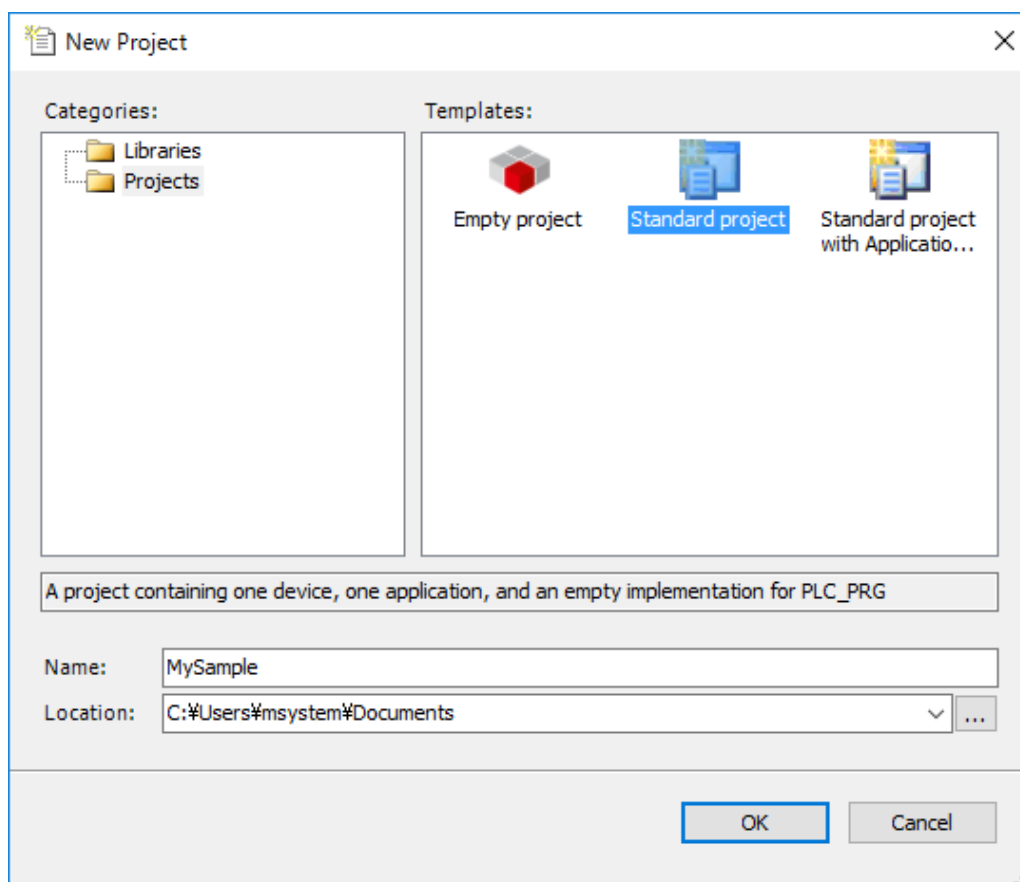 New Project
Categories:
Templates:
Libraries
Projects
Empty project
Standard project
Standard project
with Applicatio...
A project containing one device, one application, and an empty implementation for PLC_PRG
Name:
MySample
Location:
C:¥Users¥msystem¥Documents
...
OK
Cancel